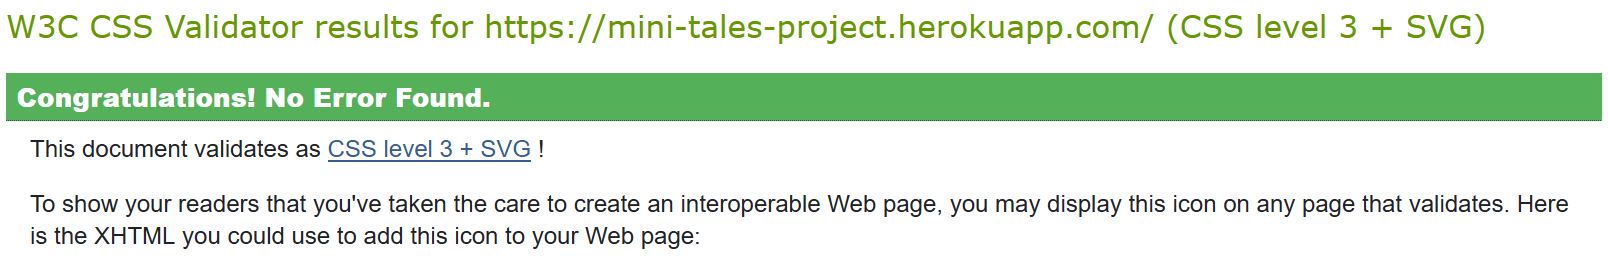 W3C CSS Validator results for https://mini-tales-project.herokuapp.com/ (CSS level 3 + SVG)
Congratulations! No Error Found.
This document validates as CSS level 3 + SVG !
To show your readers that you've taken the care to create an interoperable Web page, you may display this icon on any page that validates. Here
is the XHTML you could use to add this icon to your Web page: